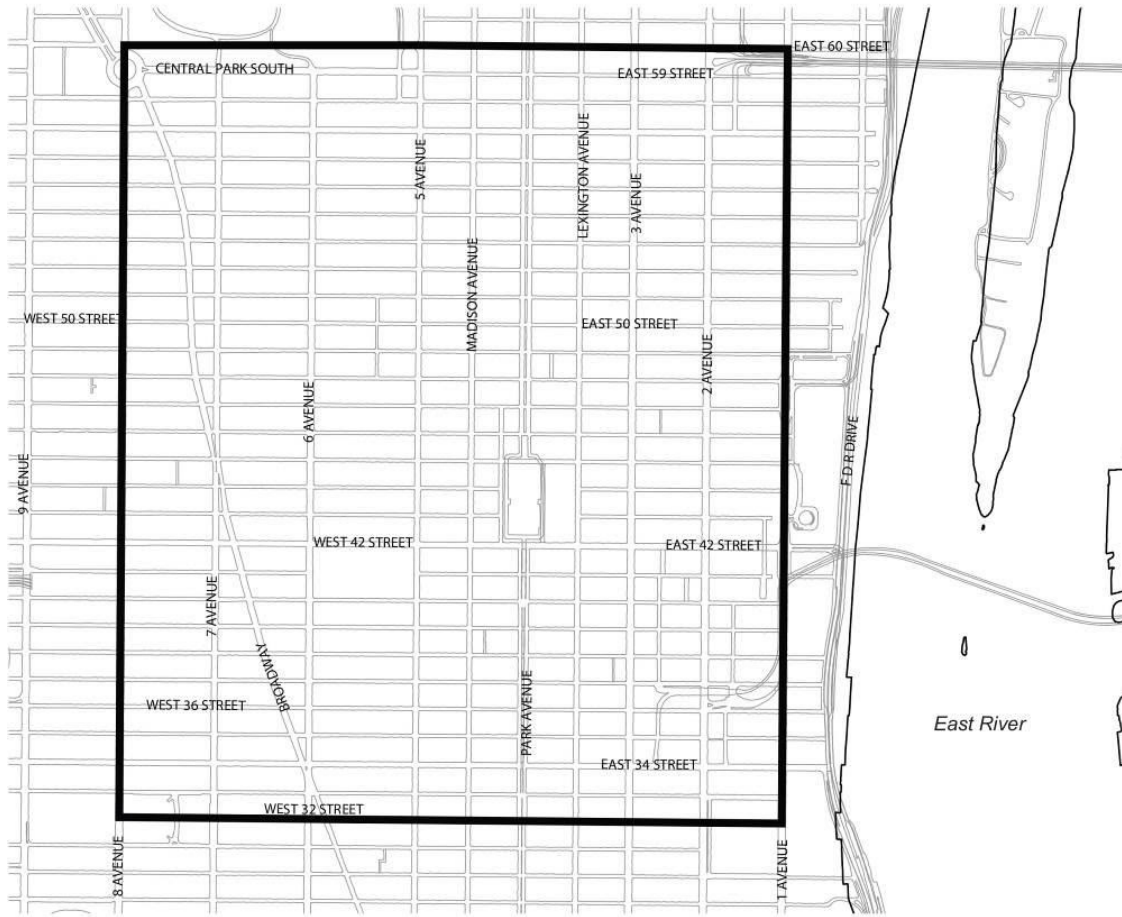 EAST 60 STREET
CENTRAL PARK SOUTH
EAST 59 STREET
5 AVENUE
LEXINGTON AVENUE
3 AVENUE
MADISON AVENUE
WEST 50 STREET
EAST 50 STREET
2 AVENUE
6 AVENUE
F D R DRIVE
9 AVENUE
WEST 42 STREET
EAST 42 STREET
7 AVENUE
BROADWAY
PARK AVENUE
WEST 36 STREET
East River
EAST 34 STREET
WEST 32 STREET
8 AVENUE
1 AVENUE